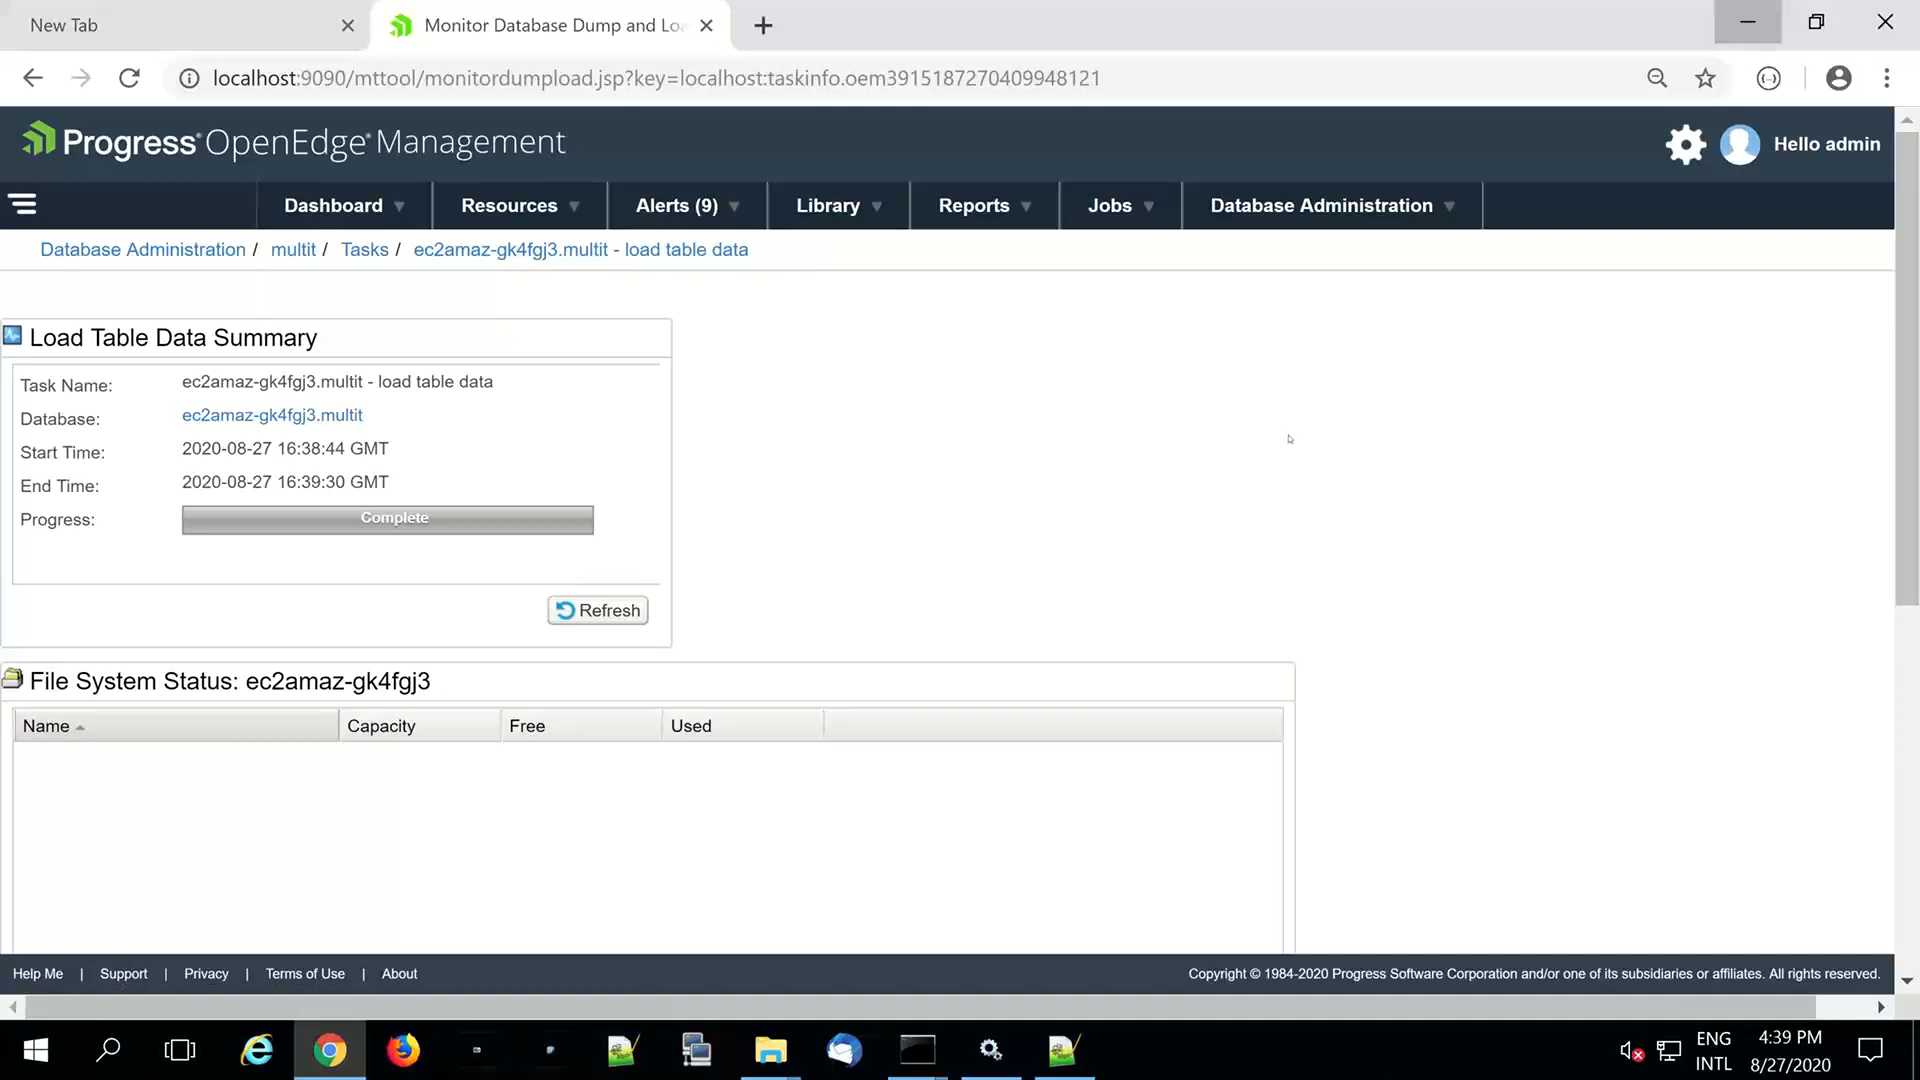 New Tab
Monitor Database Dump and Loa
localhost:9090/mttool/monitordumpload.jsp?key=localhost:taskinfo.oem3915187270409948121
Progress OpenEdge Management
Hello admin
Dashboard Resources Alerts (9) Library Reports Jobs Database Administration
Database Administration / multit / Tasks / ec2amaz-gk4fgj3.multit - load table data
Load Table Data Summary
Task Name: ec2amaz-gk4fgj3.multit - load table data
Database: ec2amaz-gk4fgj3.multit
Start Time: 2020-08-27 16:38:44 GMT
End Time: 2020-08-27 16:39:30 GMT
Progress: Complete
Refresh
File System Status: ec2amaz-gk4fgj3
Name Capacity Free Used
Help Me | Support | Privacy | Terms of Use | About
Copyright © 1984-2020 Progress Software Corporation and/or one of its subsidiaries or affiliates. All rights reserved.
ENG
INTL
4:39 PM
8/27/2020